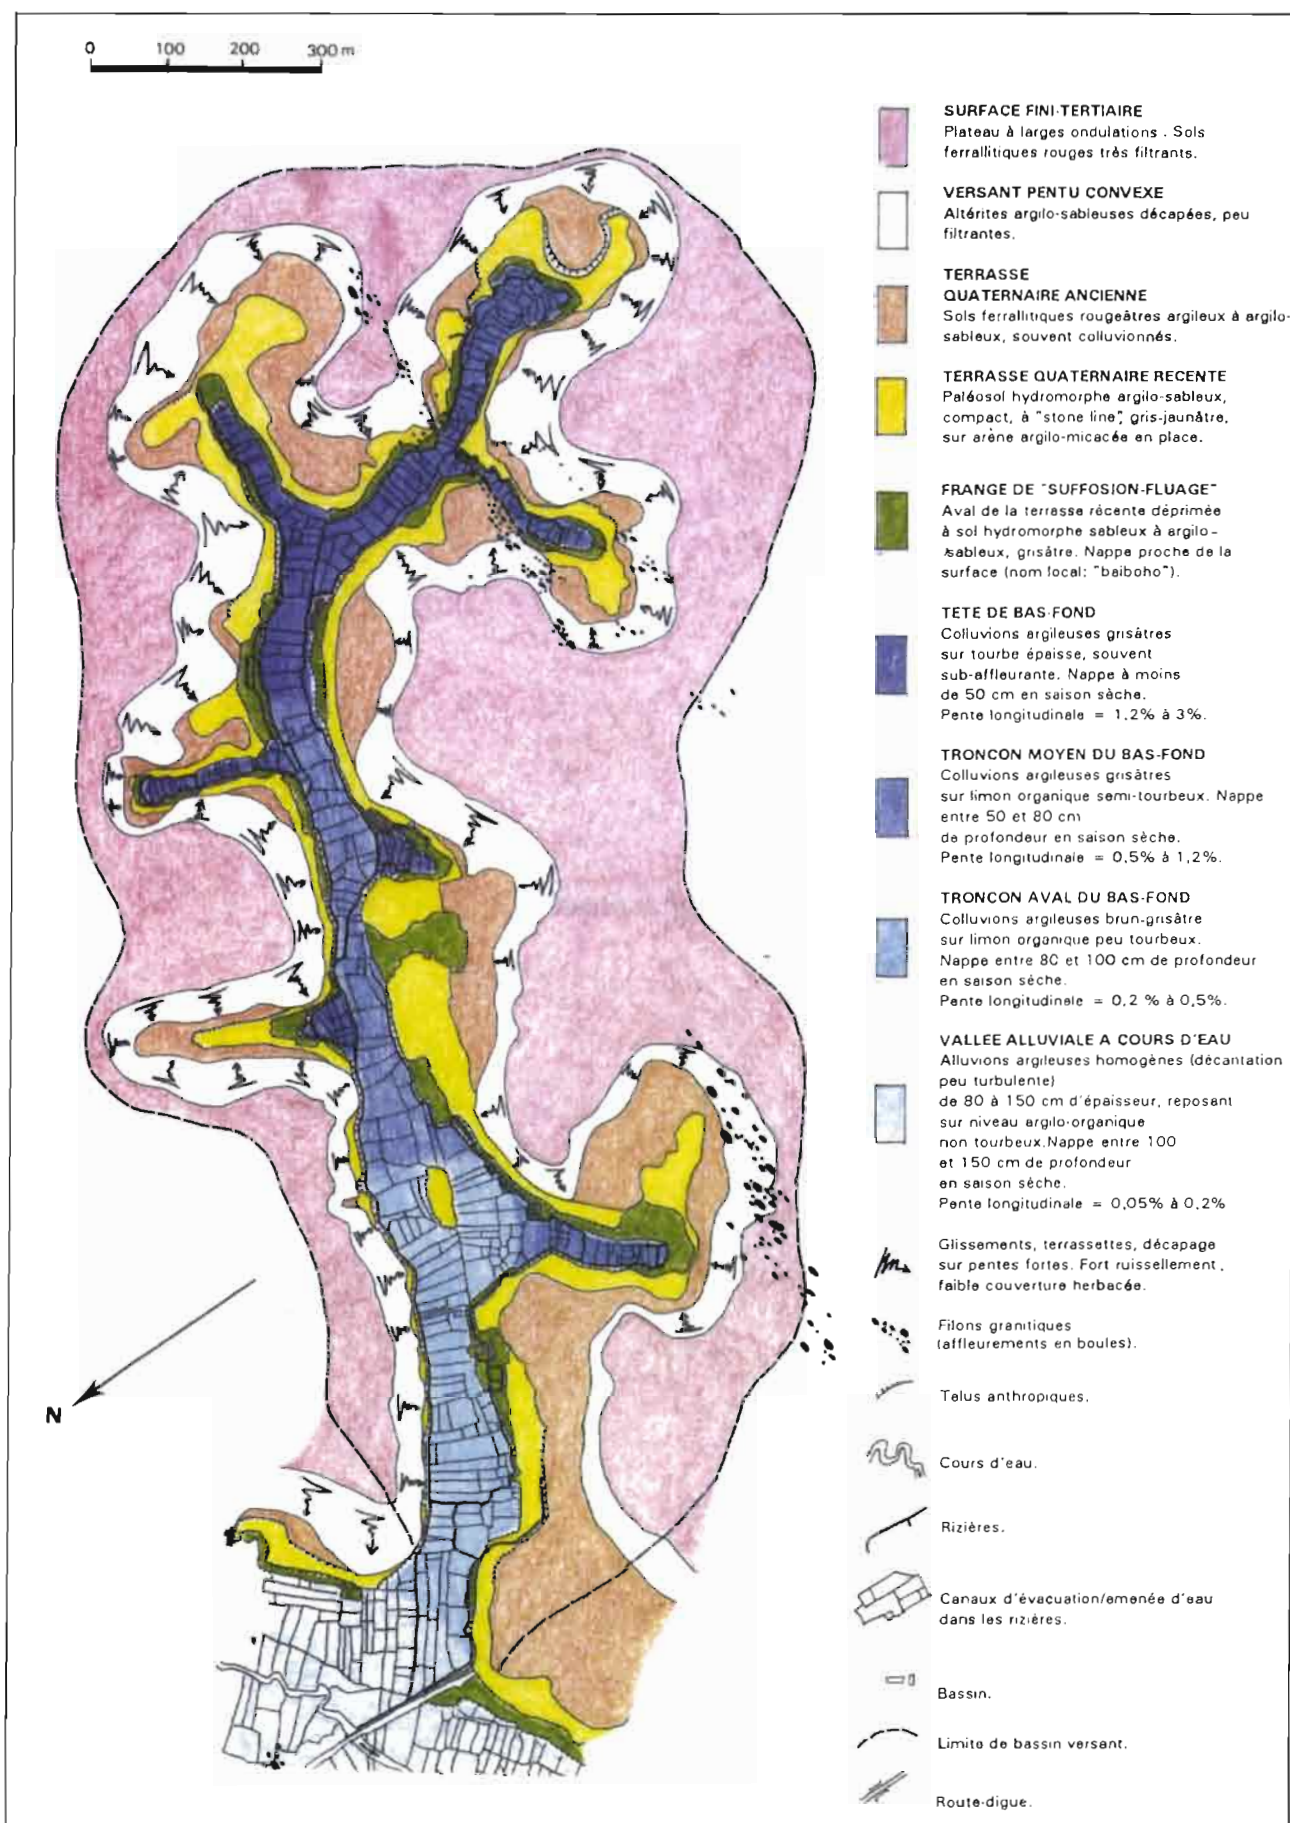 0 100 200 300 m
SURFACE FINI-TERTIAIRE
Plateau à larges ondulations . Sols
ferrallitiques rouges très filtrants.
VERSANT PENTU CONVEXE
Altérites argilo-sableuses décapées, peu
filtrantes.
TERRASSE
QUATERNAIRE ANCIENNE
Sols ferrallitiques rougeâtres argileux à argilo-
sableux, souvent colluvionnés.
TERRASSE QUATERNAIRE RECENTE
Paléosol hydromorphe argilo-sableux,
compact, à "stone line", gris-jaunâtre,
sur arène argilo-micacée en place.
FRANGE DE "SUFFOSION-FLUAGE"
Aval de la terrasse récente déprimée
à sol hydromorphe sableux à argilo-
sableux, grisâtre. Nappe proche de la
surface (nom local: "baiboho").
TETE DE BAS-FOND
Colluvions argileuses grisâtres
sur tourbe épaisse, souvent
sub-affleurante. Nappe à moins
de 50 cm en saison sèche.
Pente longitudinale = 1,2% à 3%.
TRONCON MOYEN DU BAS-FOND
Colluvions argileuses grisâtres
sur limon organique semi-tourbeux. Nappe
entre 50 et 80 cm
de profondeur en saison sèche.
Pente longitudinale = 0,5% à 1,2%.
TRONCON AVAL DU BAS-FOND
Colluvions argileuses brun-grisâtre
sur limon organique peu tourbeux.
Nappe entre 80 et 100 cm de profondeur
en saison sèche.
Pente longitudinale = 0,2 % à 0,5%.
VALLEE ALLUVIALE A COURS D'EAU
Alluvions argileuses homogènes (décantation
peu turbulente)
de 80 à 150 cm d'épaisseur, reposant
sur niveau argilo-organique
non tourbeux.Nappe entre 100
et 150 cm de profondeur
en saison sèche.
Pente longitudinale = 0,05% à 0,2%
Glissements, terrassettes, décapage
sur pentes fortes. Fort ruissellement,
faible couverture herbacée.
Filons granitiques
(affleurements en boules).
Talus anthropiques.
N
Cours d'eau.
Rizières.
Canaux d'évacuation/amenée d'eau
dans les rizières.
Bassin.
Limite de bassin versant.
Route-digue.